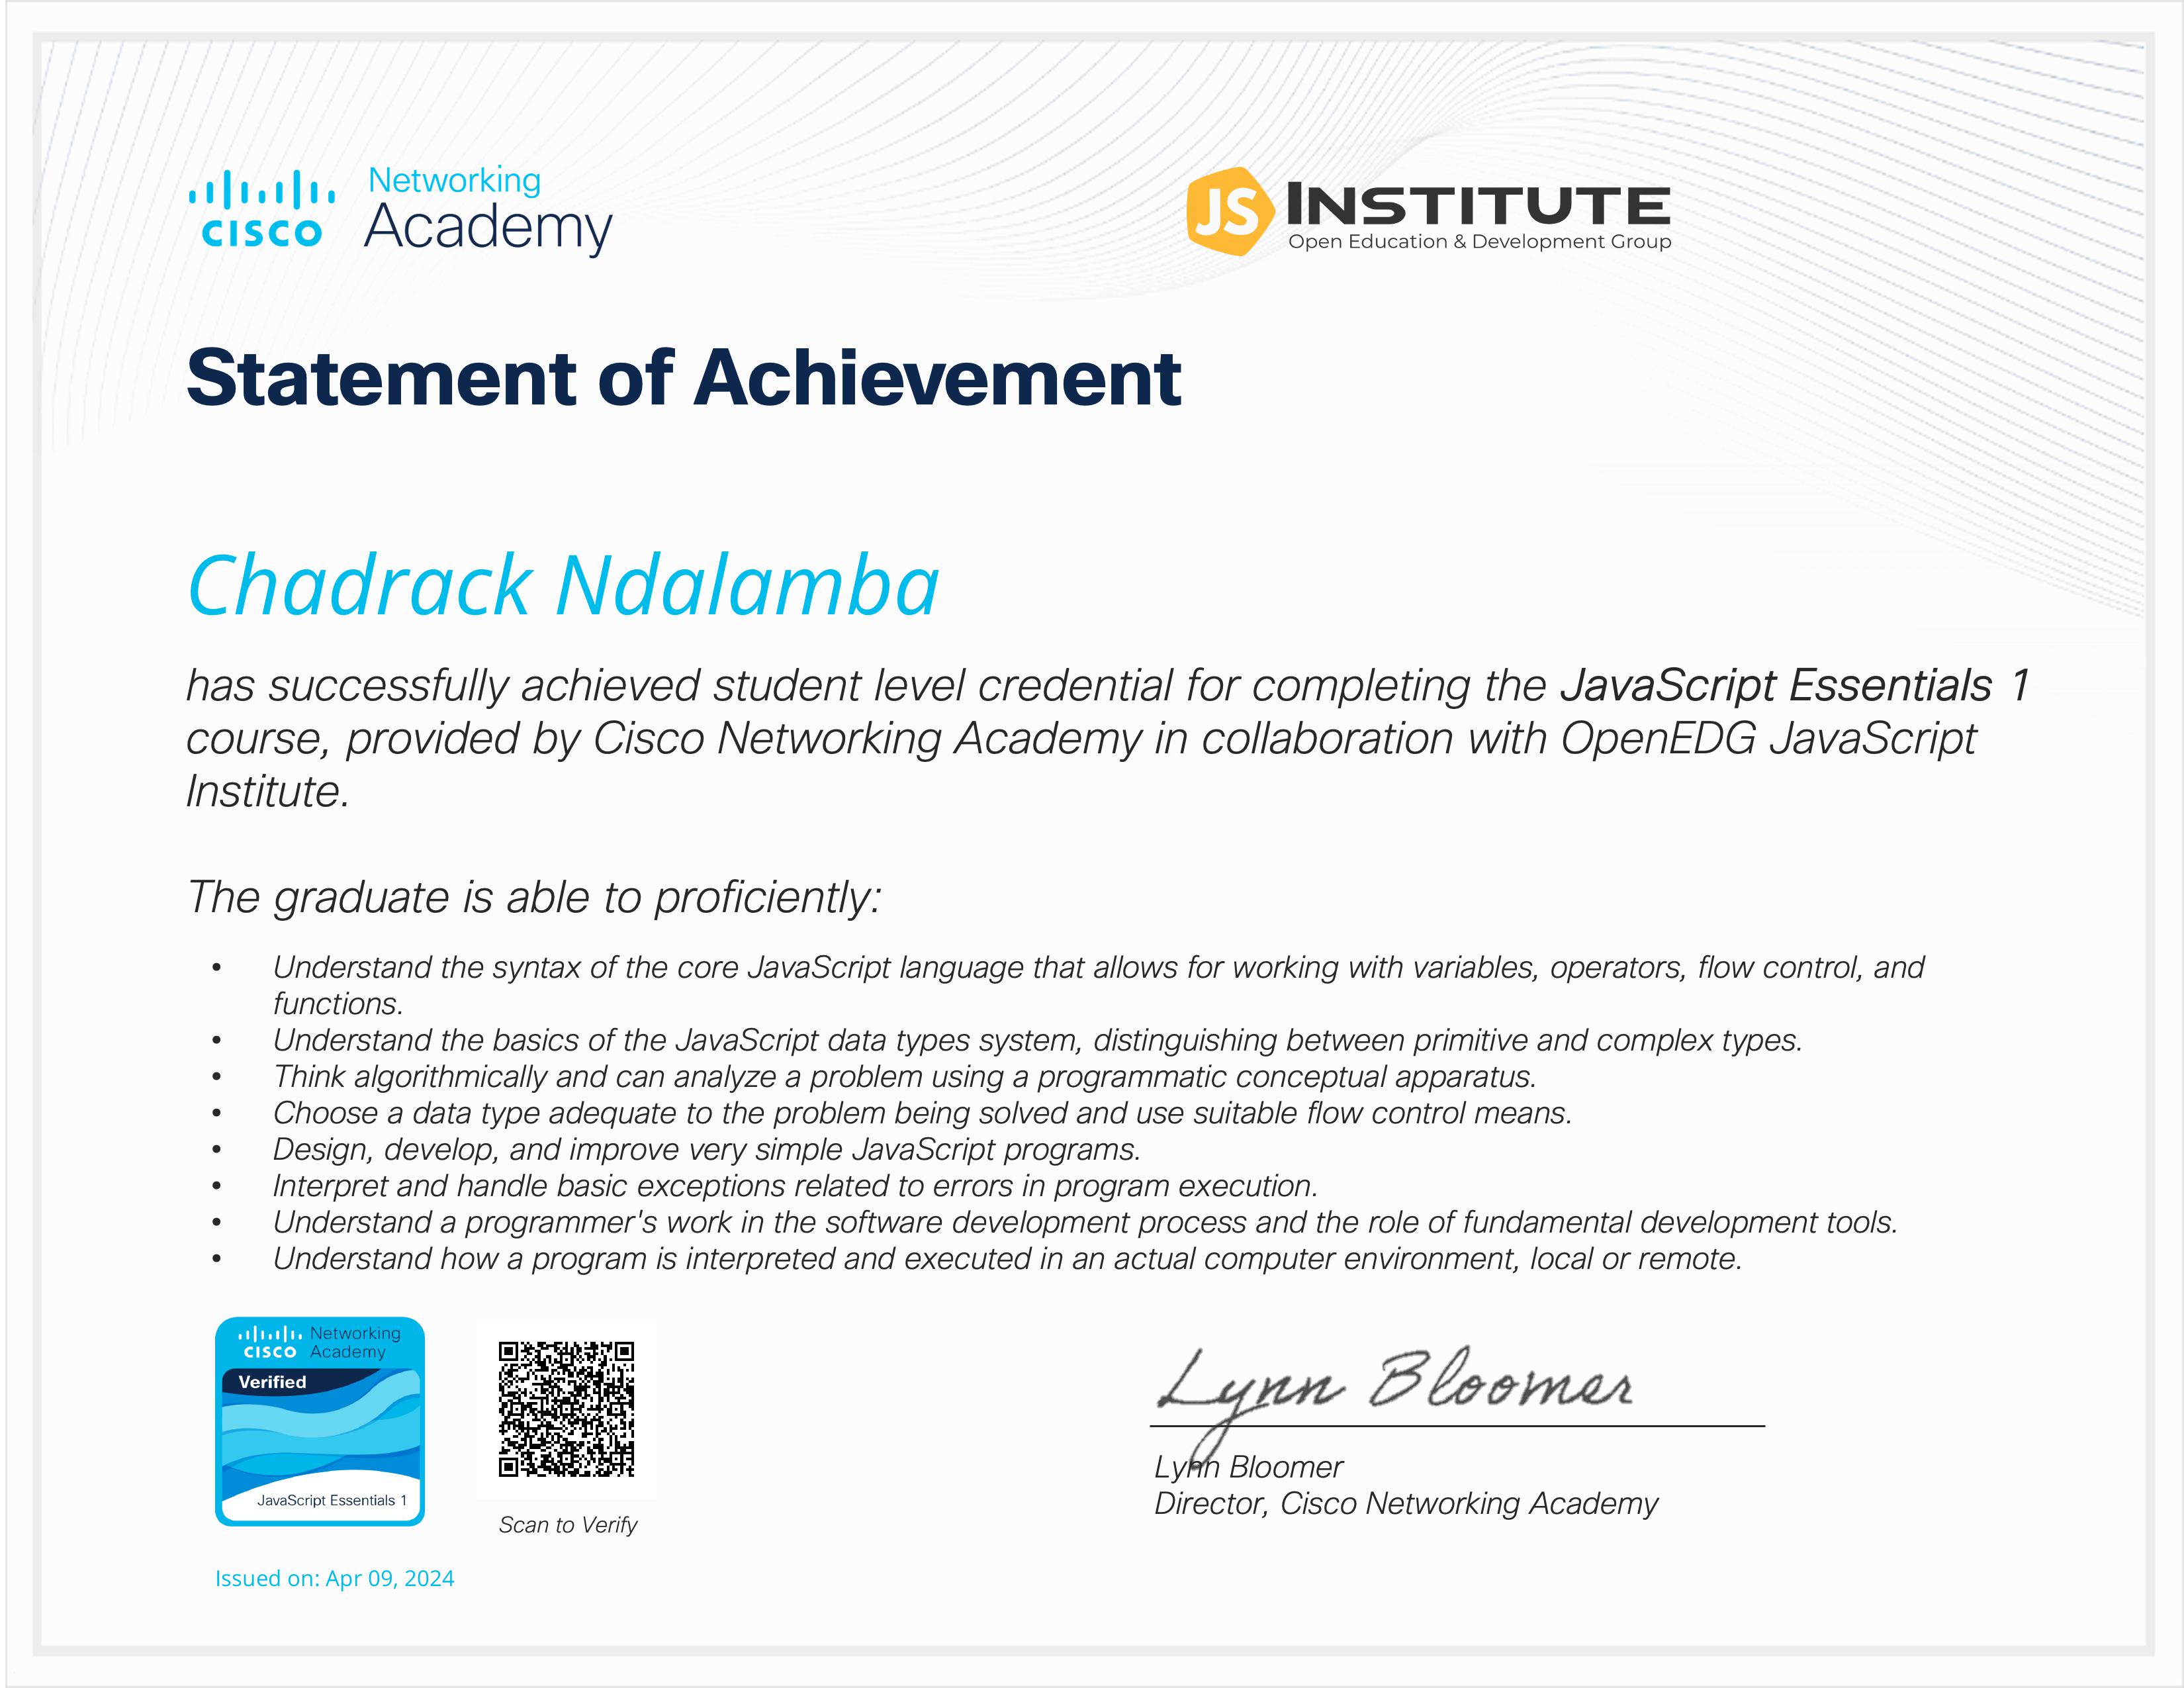 CISCO Networking Academy
JS INSTITUTE
Open Education & Development Group
Statement of Achievement
Chadrack Ndalamba
has successfully achieved student level credential for completing the JavaScript Essentials 1
course, provided by Cisco Networking Academy in collaboration with OpenEDG JavaScript
Institute.
The graduate is able to proficiently:
• Understand the syntax of the core JavaScript language that allows for working with variables, operators, flow control, and
functions.
• Understand the basics of the JavaScript data types system, distinguishing between primitive and complex types.
• Think algorithmically and can analyze a problem using a programmatic conceptual apparatus.
• Choose a data type adequate to the problem being solved and use suitable flow control means.
• Design, develop, and improve very simple JavaScript programs.
• Interpret and handle basic exceptions related to errors in program execution.
• Understand a programmer's work in the software development process and the role of fundamental development tools.
• Understand how a program is interpreted and executed in an actual computer environment, local or remote.
CISCO Networking Academy
Verified
JavaScript Essentials 1
Scan to Verify
Issued on: Apr 09, 2024
Lynn Bloomer
Lynn Bloomer
Director, Cisco Networking Academy